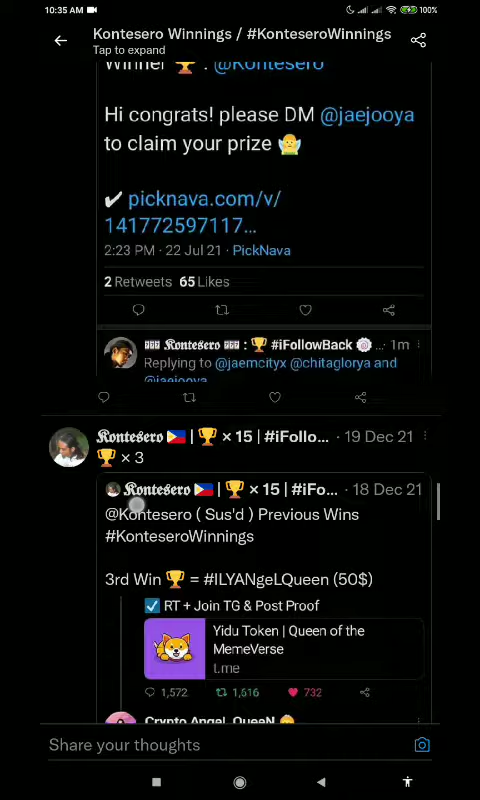 10:35 AM
100%
Kontesero Winnings / #KonteseroWinnings
Tap to expand
Winner 🏆 : @Kontesero
Hi congrats! please DM @jaejooya
to claim your prize
✔ picknava.com/v/
141772597117…
2:23 PM · 22 Jul 21 · PickNava
2 Retweets 65 Likes
𝕶𝖔𝖓𝖙𝖊𝖘𝖊𝖗𝖔 : 🏆 #iFollowBack 💮 ... · 1m
Replying to @jaemcityx @chitaglorya and
@jaejooya
𝕶𝖔𝖓𝖙𝖊𝖘𝖊𝖗𝖔 🇵🇭 | 🏆 × 15 | #iFollo... · 19 Dec 21
🏆 × 3
𝕶𝖔𝖓𝖙𝖊𝖘𝖊𝖗𝖔 🇵🇭 | 🏆 × 15 | #iFo... · 18 Dec 21
@Kontesero ( Sus'd ) Previous Wins
#KonteseroWinnings
3rd Win 🏆 = #ILYANgeLQueen (50$)
☑ RT + Join TG & Post Proof
Yidu Token | Queen of the
MemeVerse
t.me
1,572 1,616 732
Crypto Angel QueeN
Share your thoughts